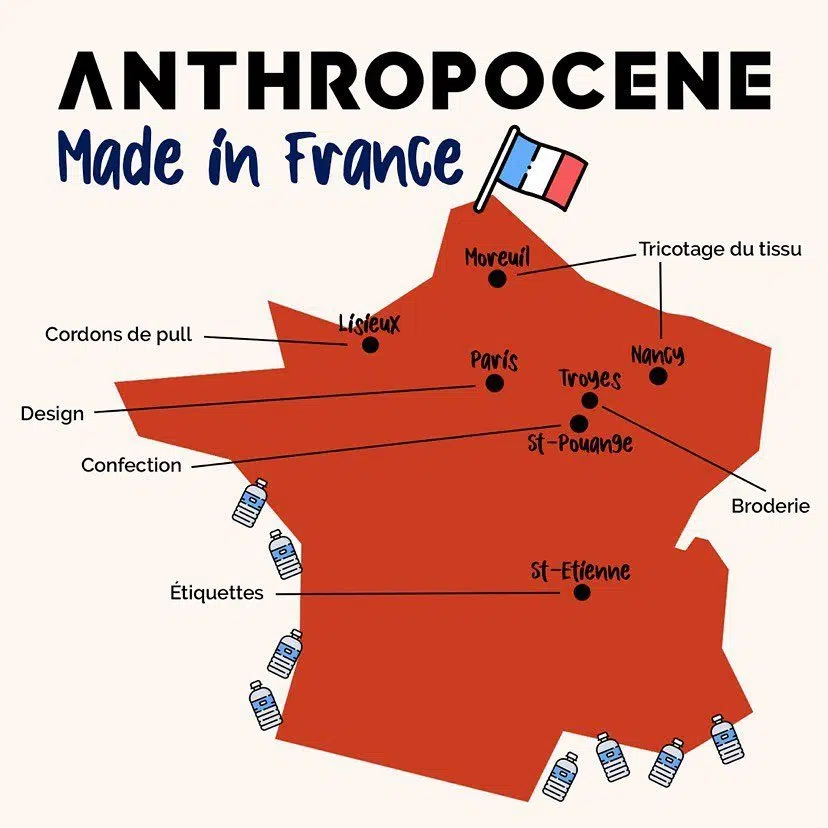 ANTHROPOCENE
Made in France
Moreuil
Tricotage du tissu
Lisieux
Cordons de pull
Paris
Nancy
Troyes
Design
St-Pouange
Confection
Broderie
St-Etienne
Étiquettes